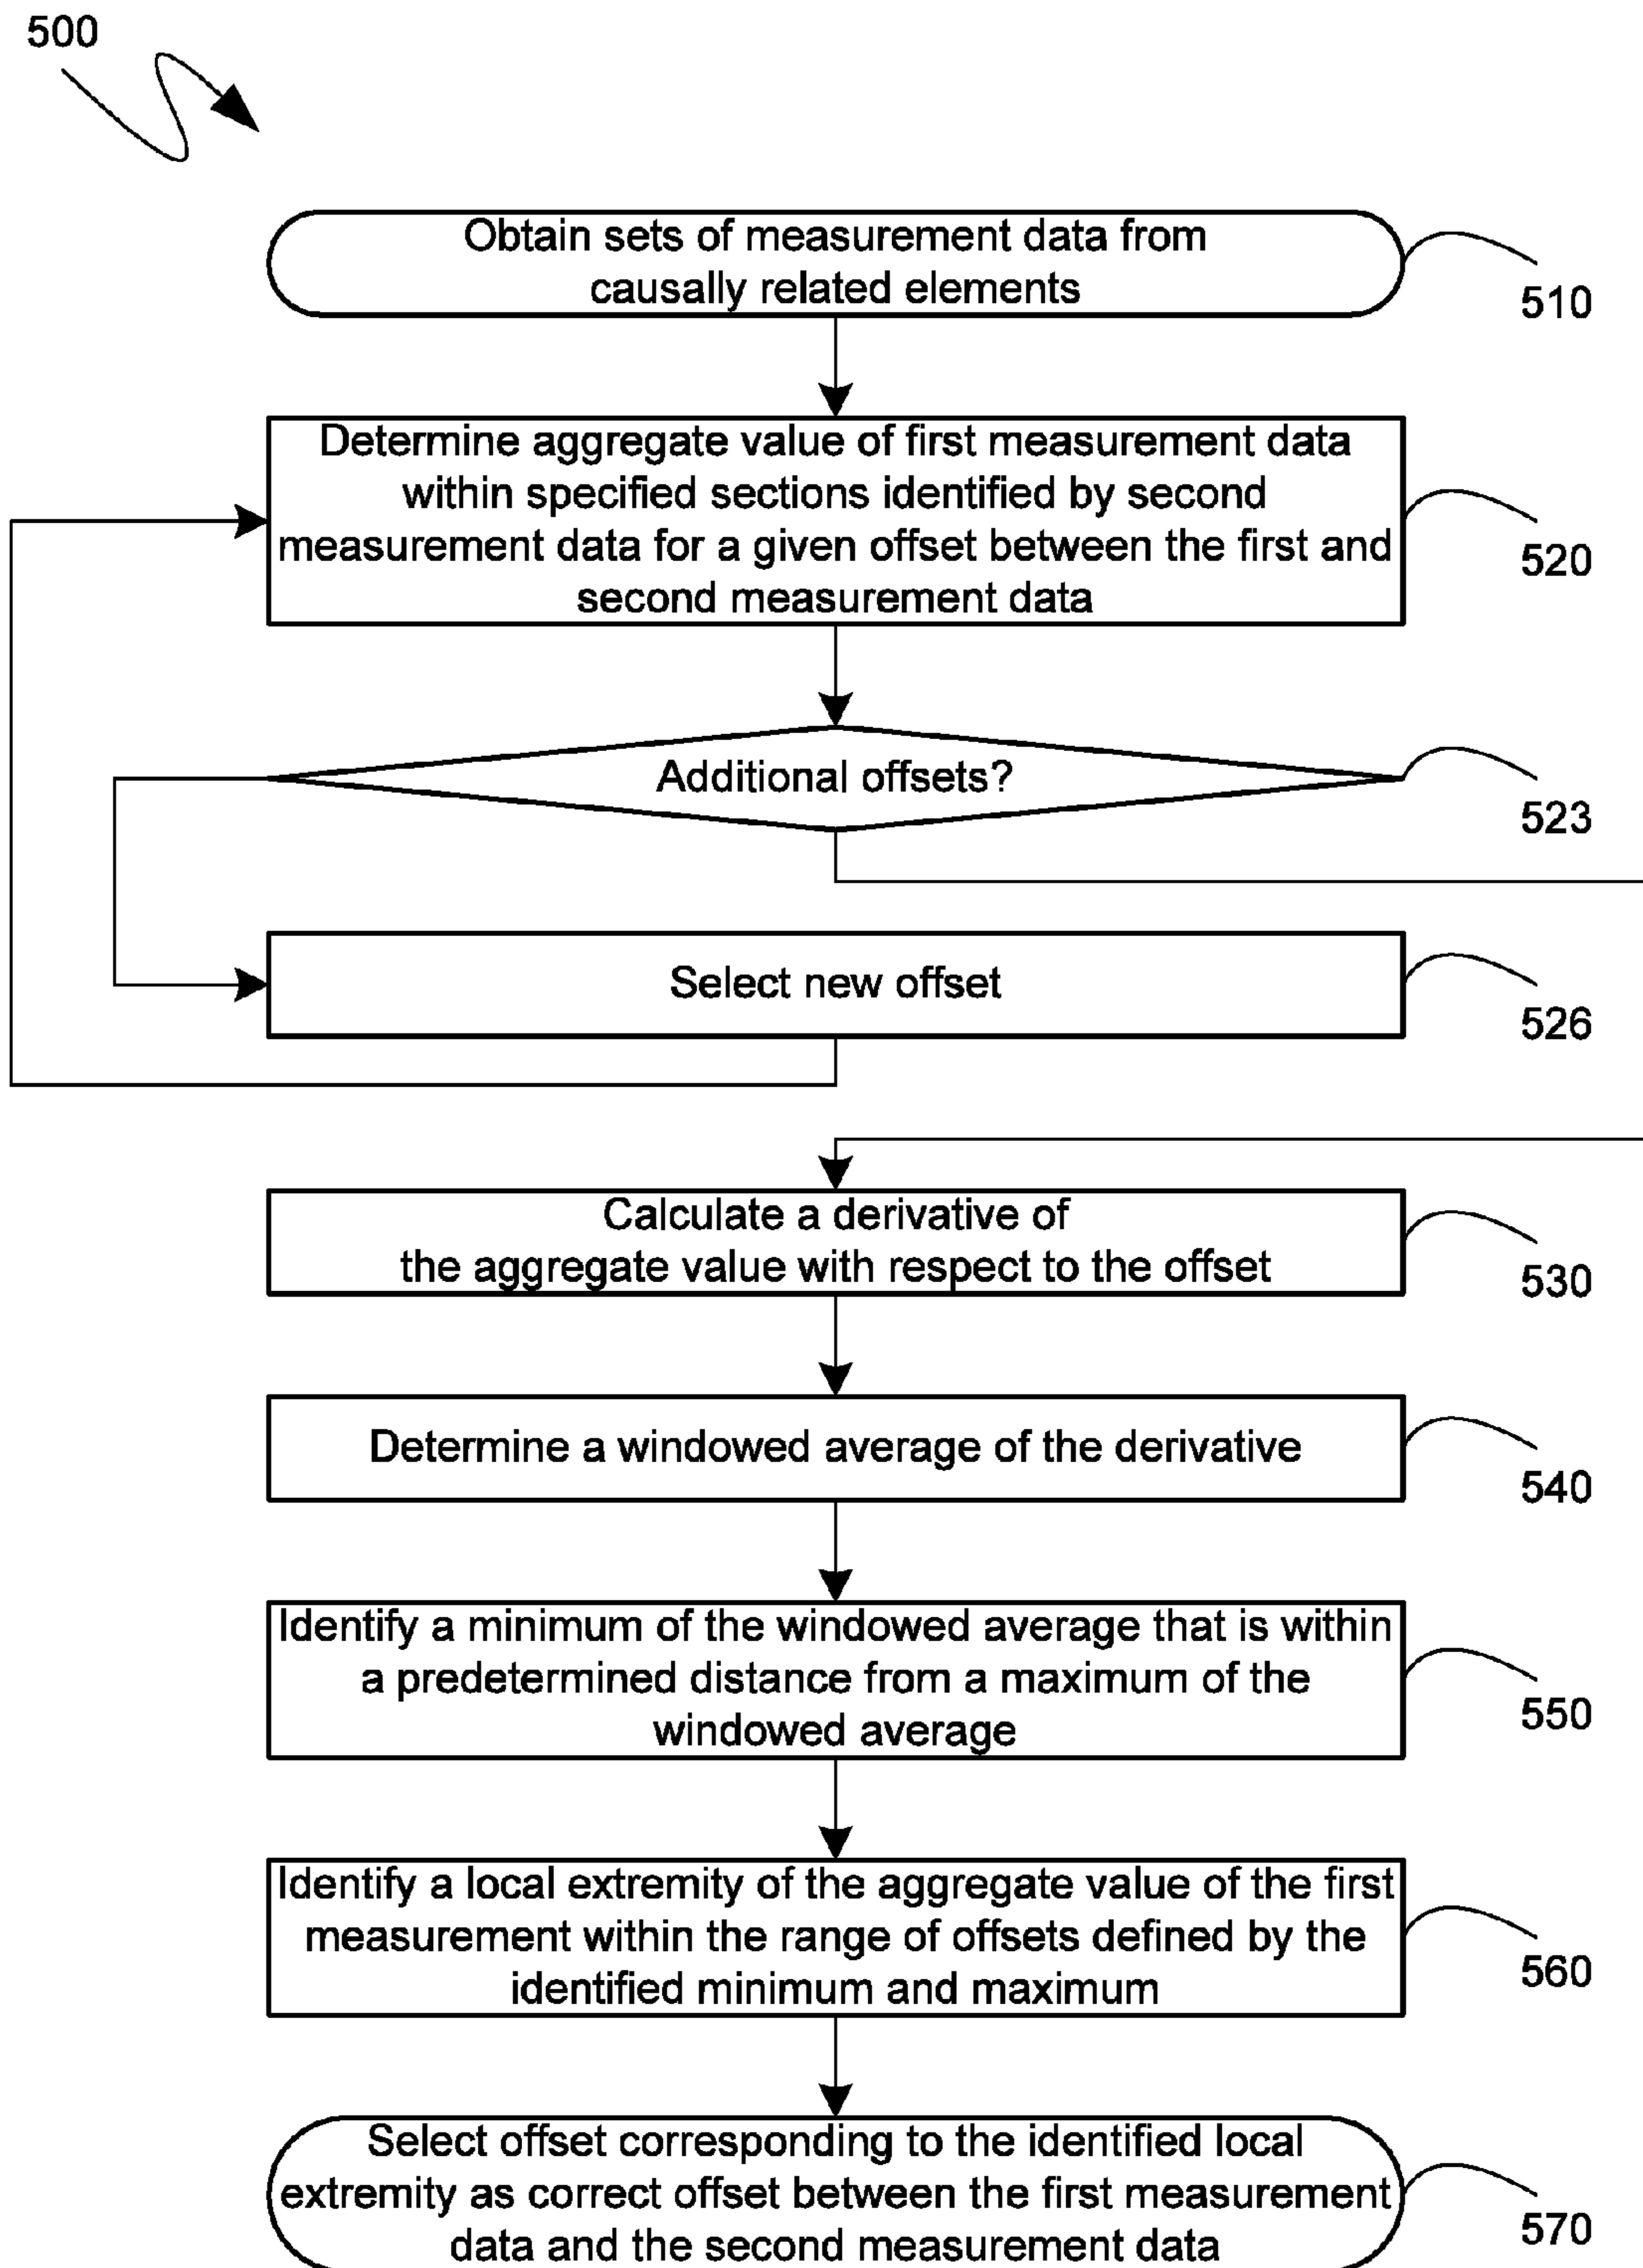 500
Obtain sets of measurement data from
causally related elements
510
Determine aggregate value of first measurement data
within specified sections identified by second
measurement data for a given offset between the first and
second measurement data
520
Additional offsets?
523
Select new offset
526
Calculate a derivative of
the aggregate value with respect to the offset
530
Determine a windowed average of the derivative
540
Identify a minimum of the windowed average that is within
a predetermined distance from a maximum of the
windowed average
550
Identify a local extremity of the aggregate value of the first
measurement within the range of offsets defined by the
identified minimum and maximum
560
Select offset corresponding to the identified local
extremity as correct offset between the first measurement
data and the second measurement data
570